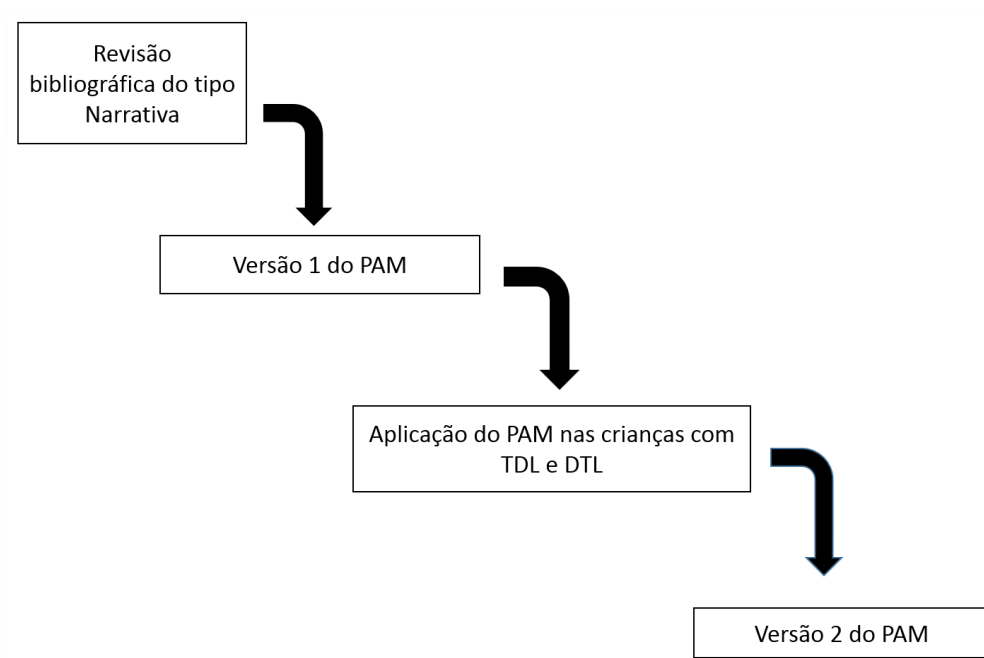 Revisão
bibliográfica do tipo
Narrativa
Versão 1 do PAM
Aplicação do PAM nas crianças com
TDL e DTL
Versão 2 do PAM